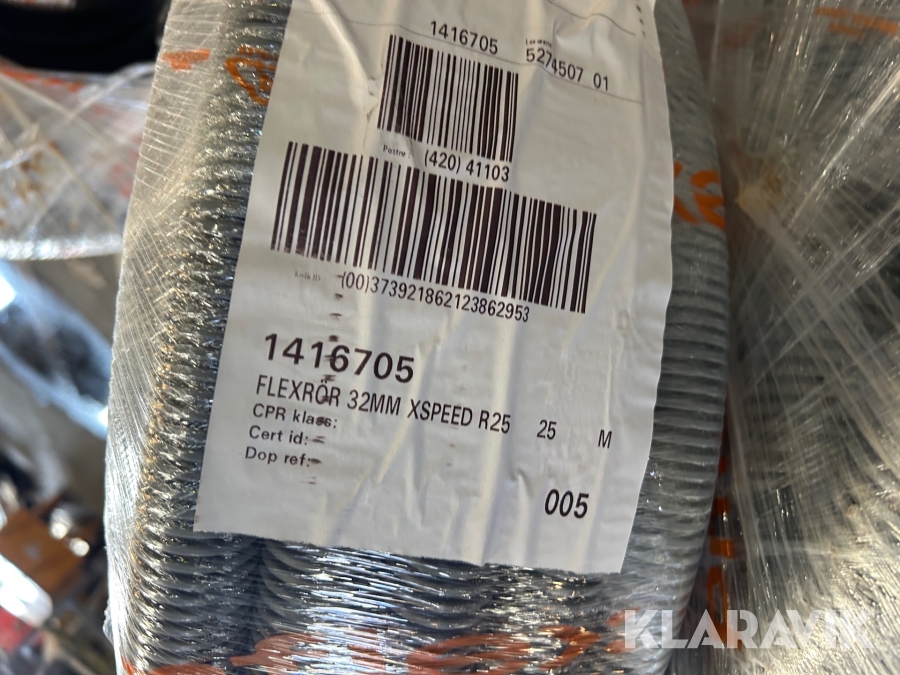 1416705
5274507 01
Postnr
(420) 41103
(00)373921862123862953
1416705
FLEXRÖR 32MM XSPEED R25 25 M
CPR klass:
Cert id:
Dop ref:
005
KLARAVIK